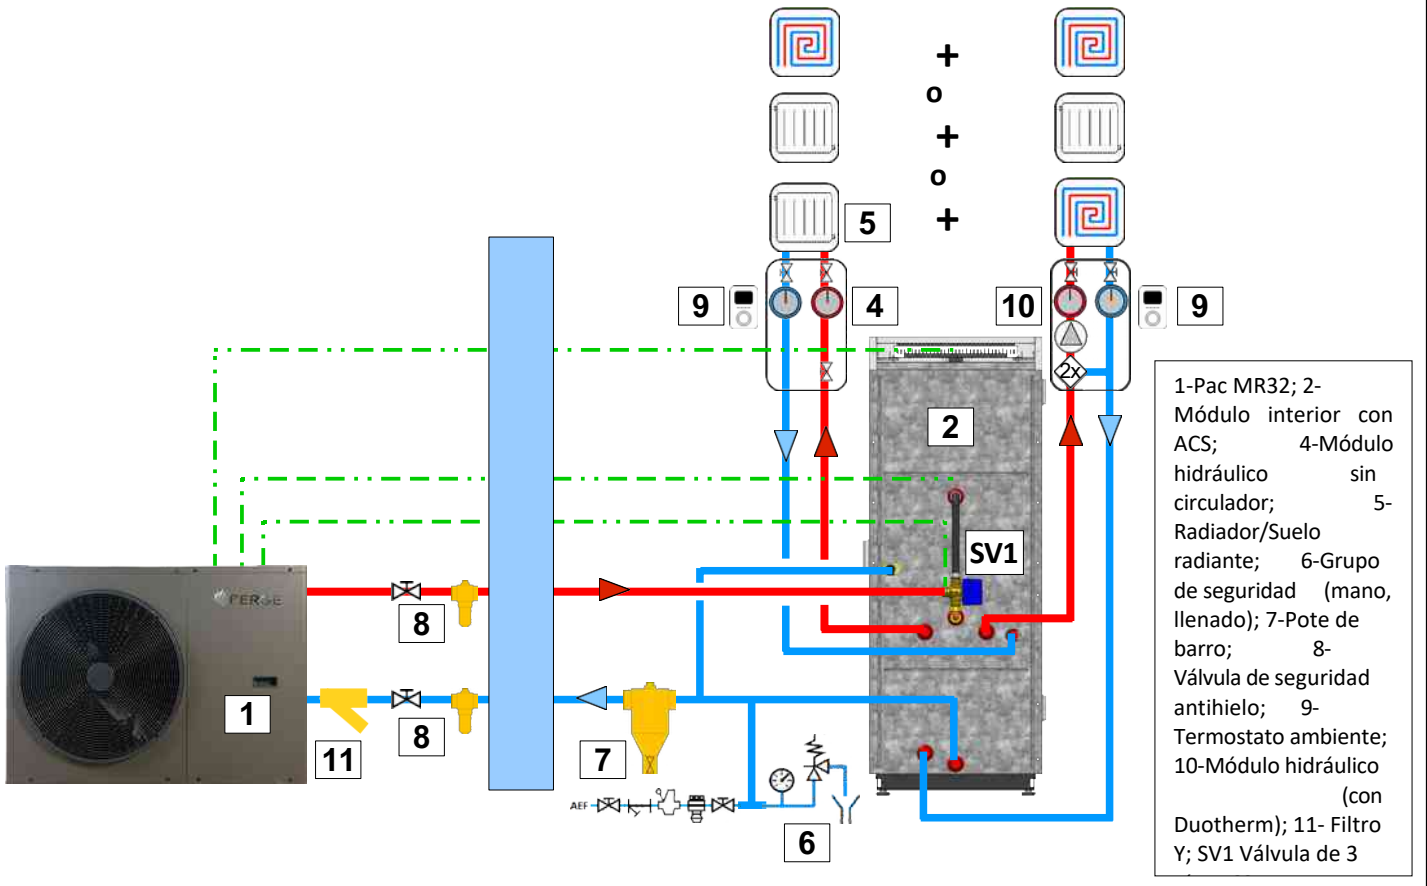 +
o
+
o
+
5
9
4
10
9
2x
2
SV1
FERGE
8
1
11
8
7
AEF
6
1-Pac MR32; 2-
Módulo interior con
ACS; 4-Módulo
hidráulico sin
circulador; 5-
Radiador/Suelo
radiante; 6-Grupo
de seguridad (mano,
llenado); 7-Pote de
barro; 8-
Válvula de seguridad
antihielo; 9-
Termostato ambiente;
10-Módulo hidráulico
(con
Duotherm); 11- Filtro
Y; SV1 Válvula de 3